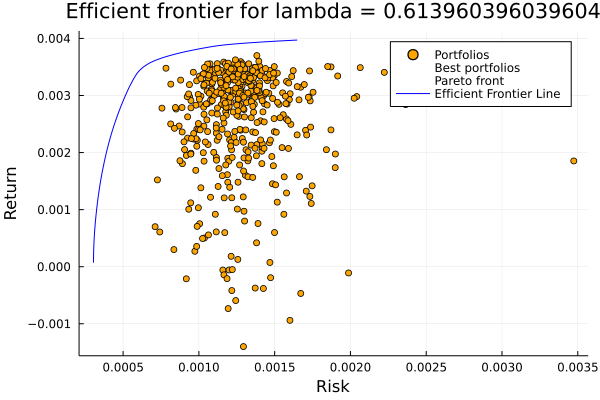 Efficient frontier for lambda = 0.613960396039604
0.004
0.003
0.002
0.001
0.000
−0.001
Return
Portfolios
Best portfolios
Pareto front
Efficient Frontier Line
0.0005
0.0010
0.0015
0.0020
0.0025
0.0030
0.0035
Risk